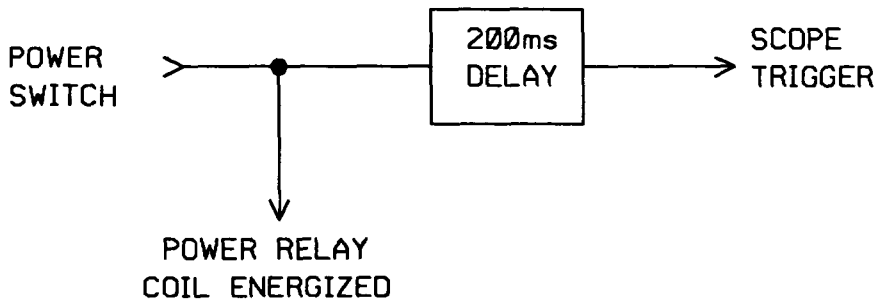 POWER
SWITCH
200ms
DELAY
SCOPE
TRIGGER
POWER RELAY
COIL ENERGIZED